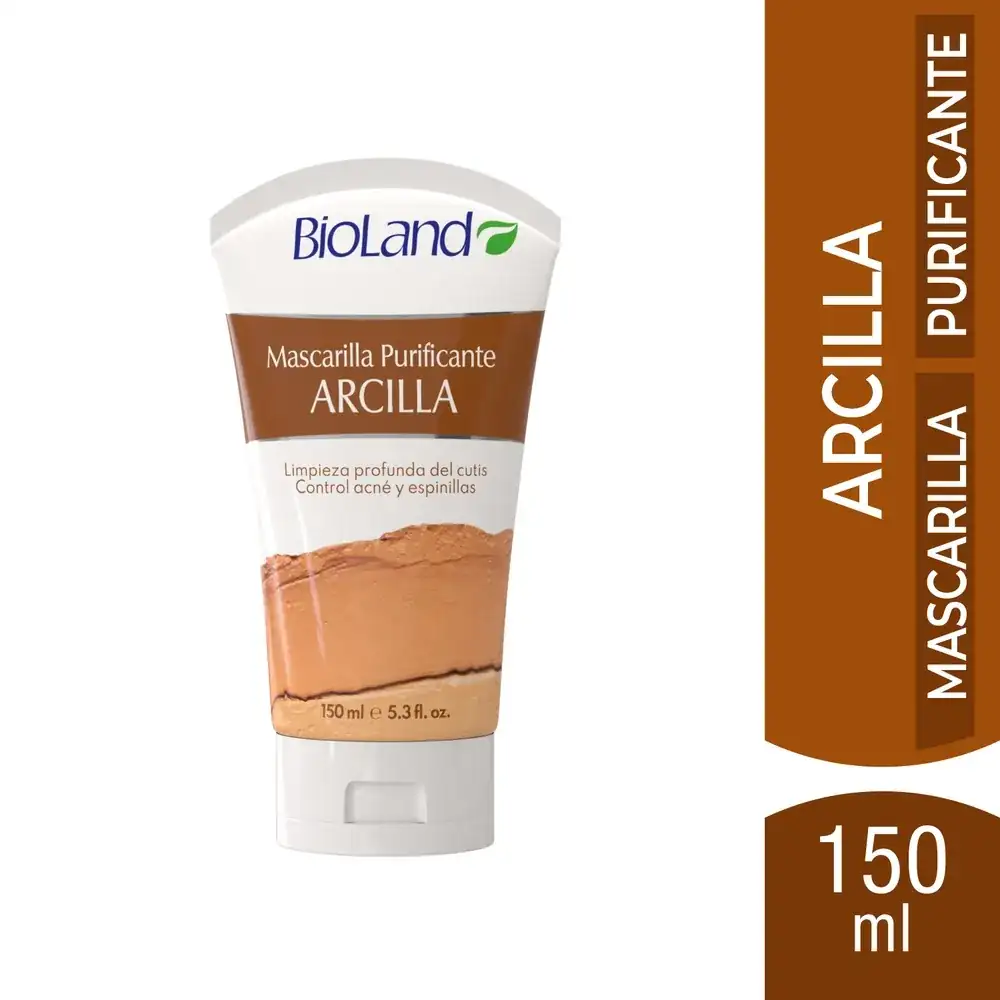 BioLand
Mascarilla Purificante
ARCILLA
Limpieza profunda del cutis
Control acné y espinillas
150 ml e 5.3 fl. oz.
ARCILLA
MASCARILLA PURIFICANTE
150
ml